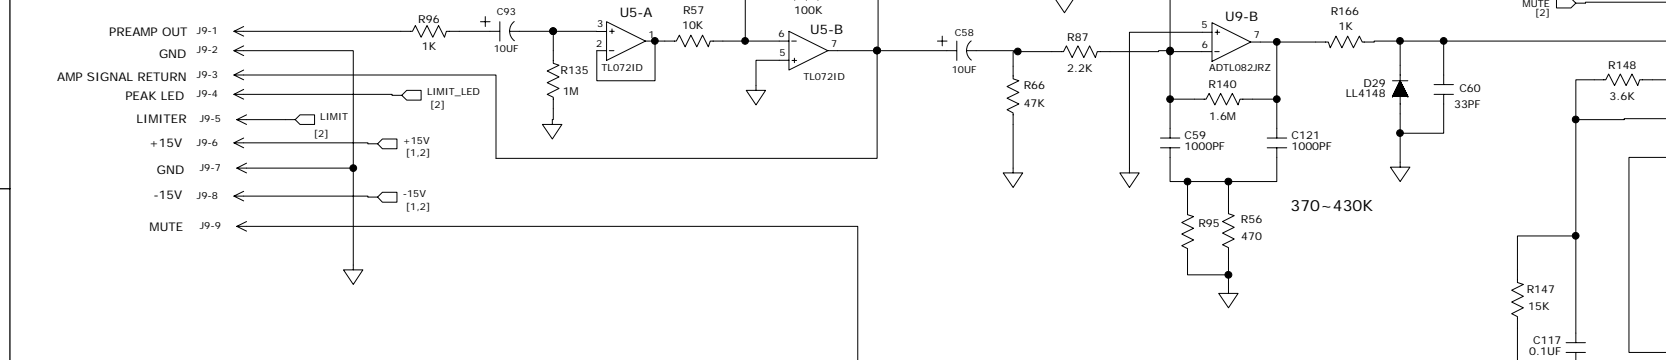 PREAMP OUT J9-1
GND J9-2
AMP SIGNAL RETURN J9-3
PEAK LED J9-4
LIMITER J9-5
+15V J9-6
GND J9-7
-15V J9-8
MUTE J9-9
LIMIT_LED
[2]
LIMIT
[2]
+15V
[1,2]
-15V
[1,2]
R96
1K
+
C93
10UF
R135
1M
U5-A
3
2
1
+
−
TL072ID
R57
10K
100K
U5-B
6
5
7
−
+
TL072ID
+
C58
10UF
R66
47K
R87
2.2K
U9-B
5
6
7
+
−
ADTL082JRZ
R140
1.6M
C59
1000PF
C121
1000PF
R95
R56
470
370~430K
R166
1K
D29
LL4148
C60
33PF
MUTE
[2]
R148
3.6K
R147
15K
C117
0.1UF